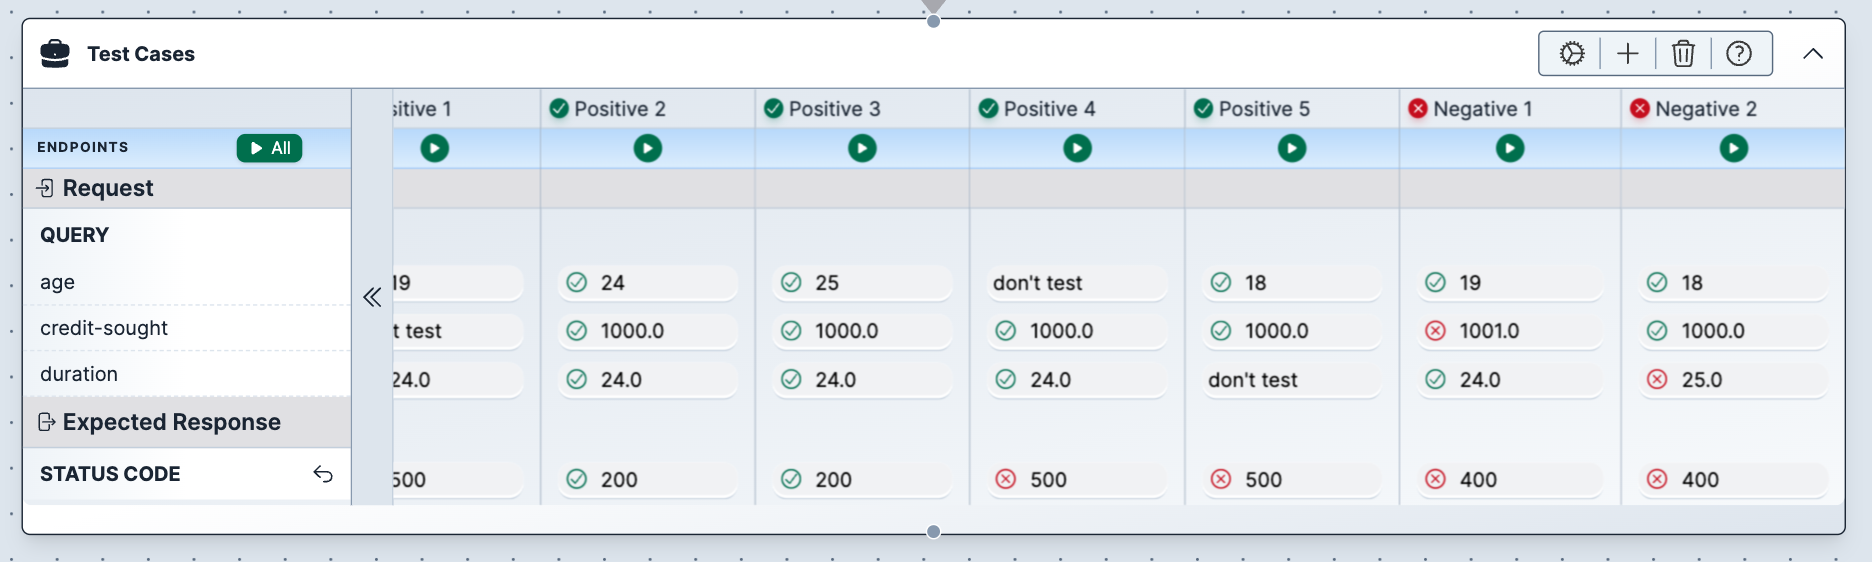 Test Cases
sitive 1 Positive 2 Positive 3 Positive 4 Positive 5 Negative 1 Negative 2
ENDPOINTS All
Request
QUERY
age 19 24 25 don't test 18 19 18
credit-sought t test 1000.0 1000.0 1000.0 1000.0 1001.0 1000.0
duration 24.0 24.0 24.0 24.0 don't test 24.0 25.0
Expected Response
STATUS CODE 500 200 200 500 500 400 400